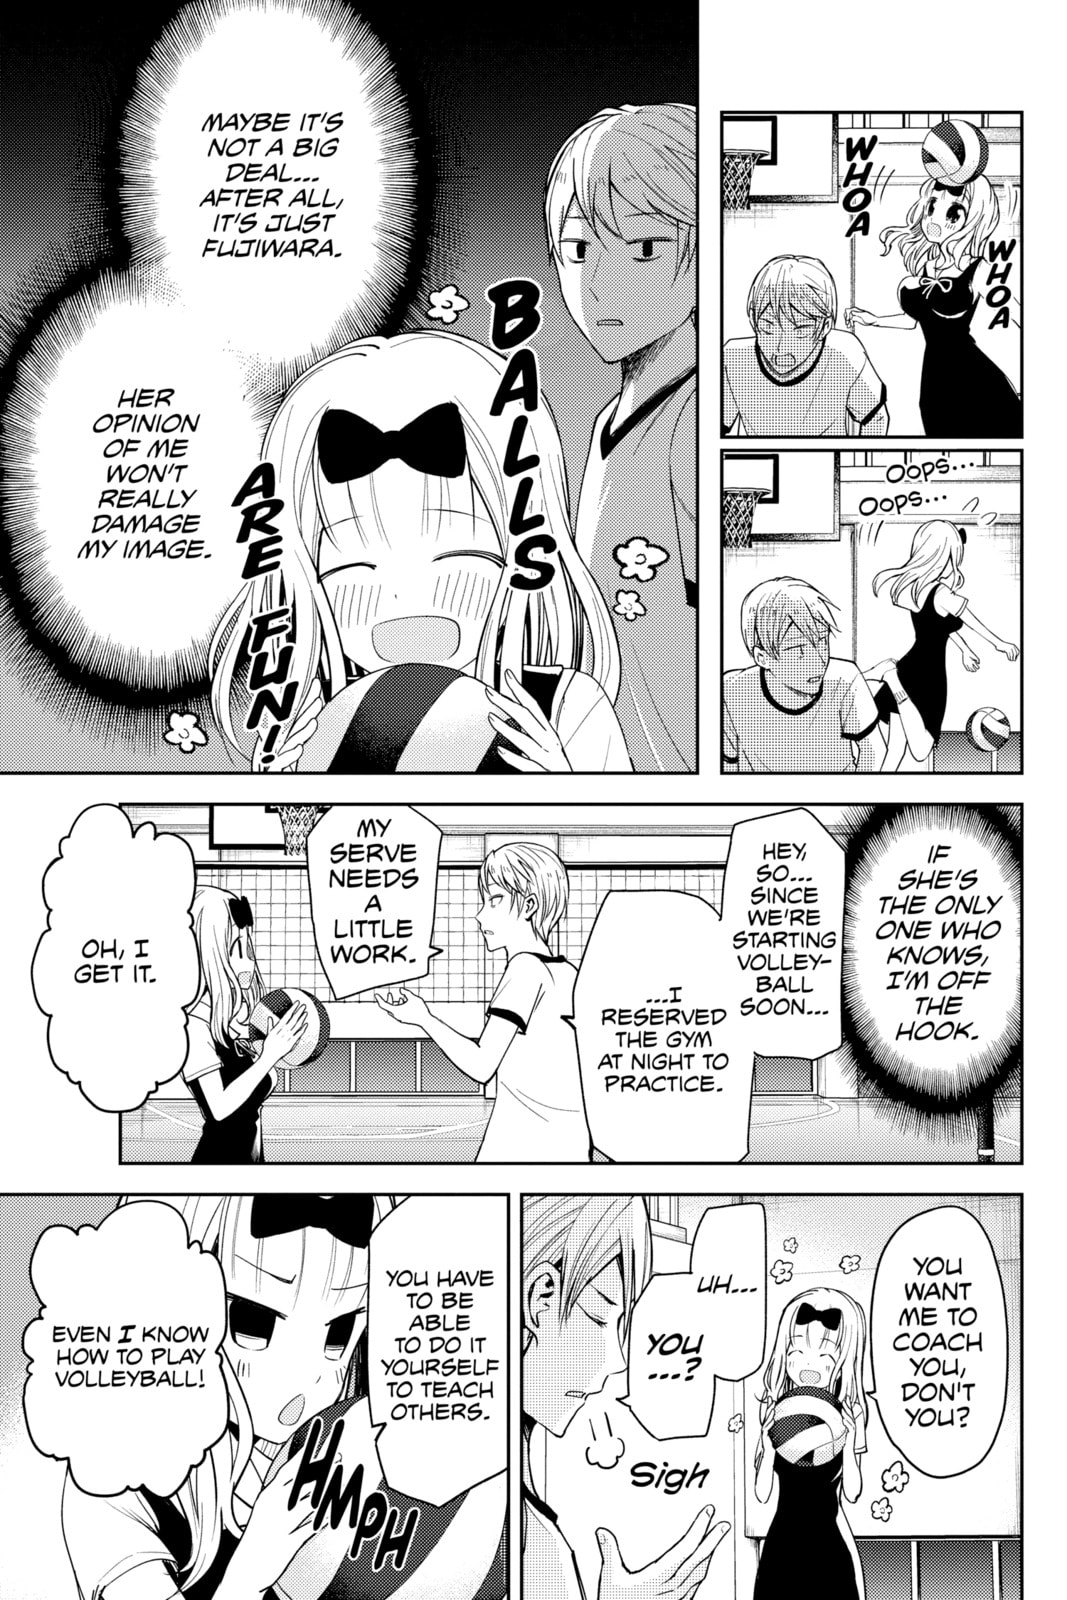 WHOA
WHOA
OOPS...
OOPS...
MAYBE IT'S
NOT A BIG
DEAL...
AFTER ALL,
IT'S JUST
FUJIWARA.
BALLS
ARE FUN!
HER
OPINION
OF ME
WON'T
REALLY
DAMAGE
MY IMAGE.
IF
SHE'S
THE ONLY
ONE WHO
KNOWS,
I'M OFF
THE
HOOK.
HEY,
SO...
SINCE
WE'RE
STARTING
VOLLEY-
BALL
SOON...
...I
RESERVED
THE GYM
AT NIGHT TO
PRACTICE.
MY
SERVE
NEEDS
A
LITTLE
WORK.
OH, I
GET IT.
YOU
WANT
ME TO
COACH
YOU,
DON'T
YOU?
UH...
YOU
...?
Sigh
YOU HAVE
TO BE
ABLE
TO DO IT
YOURSELF
TO TEACH
OTHERS.
HMPH
EVEN I KNOW
HOW TO PLAY
VOLLEYBALL!